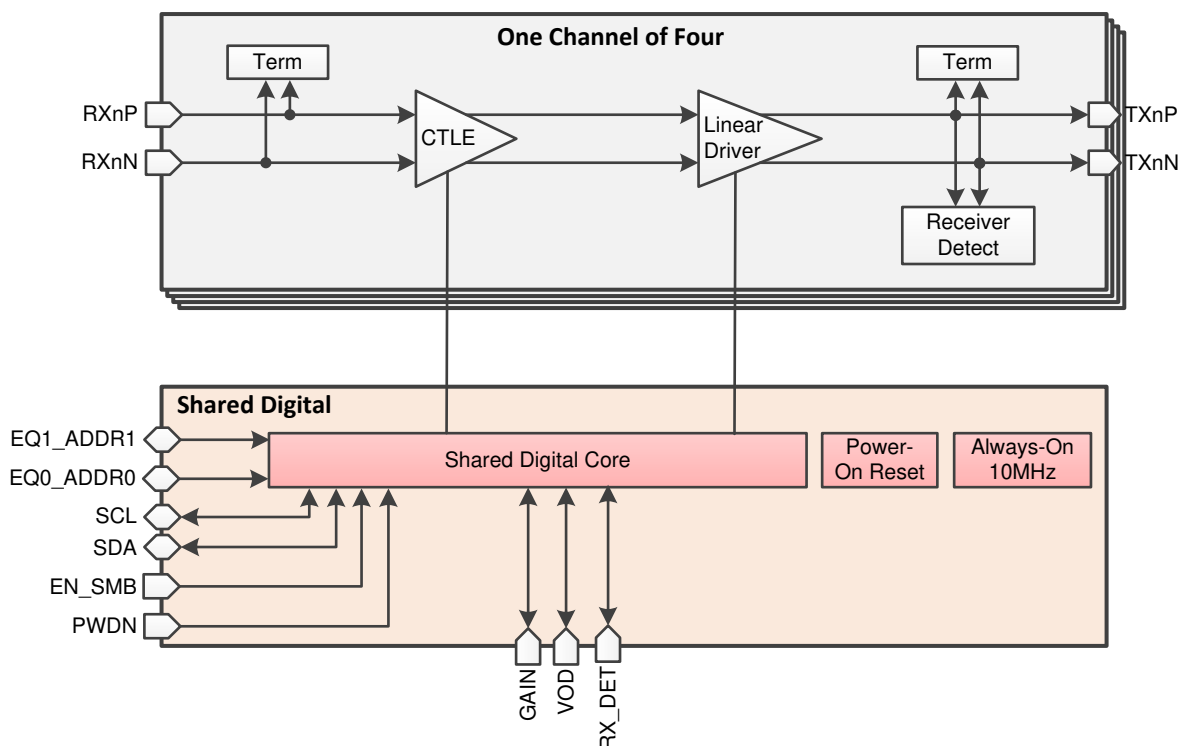 One Channel of Four
Term
Term
RXnP
TXnP
CTLE
Linear
Driver
RXnN
TXnN
Receiver
Detect
Shared Digital
EQ1_ADDR1
Shared Digital Core
Power-
On Reset
Always-On
10MHz
EQ0_ADDR0
SCL
SDA
EN_SMB
PWDN
GAIN
VOD
RX_DET